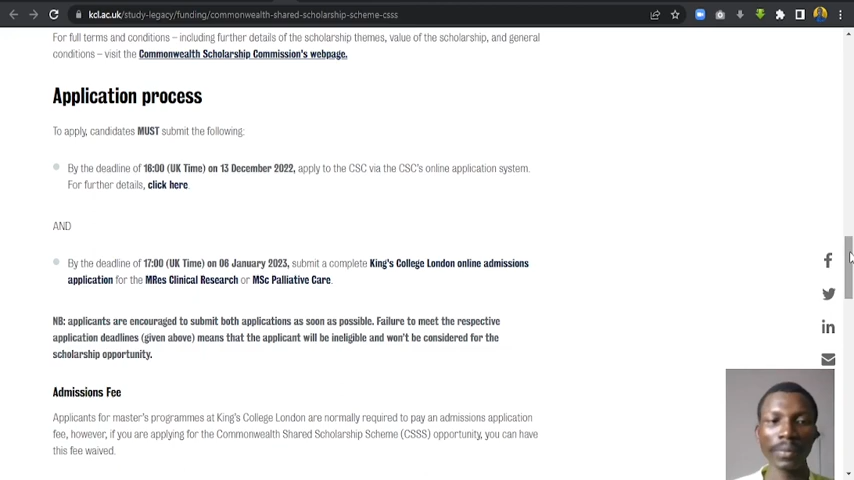 kcl.ac.uk/study-legacy/funding/commonwealth-shared-scholarship-scheme-csss
For full terms and conditions – including further details of the scholarship themes, value of the scholarship, and general
conditions – visit the Commonwealth Scholarship Commission's webpage.
Application process
To apply, candidates MUST submit the following:
By the deadline of 16:00 (UK Time) on 13 December 2022, apply to the CSC via the CSC's online application system.
For further details, click here.
AND
By the deadline of 17:00 (UK Time) on 06 January 2023, submit a complete King's College London online admissions
application for the MRes Clinical Research or MSc Palliative Care.
NB: applicants are encouraged to submit both applications as soon as possible. Failure to meet the respective
application deadlines (given above) means that the applicant will be ineligible and won't be considered for the
scholarship opportunity.
Admissions Fee
Applicants for master's programmes at King's College London are normally required to pay an admissions application
fee, however, if you are applying for the Commonwealth Shared Scholarship Scheme (CSSS) opportunity, you can have
this fee waived.